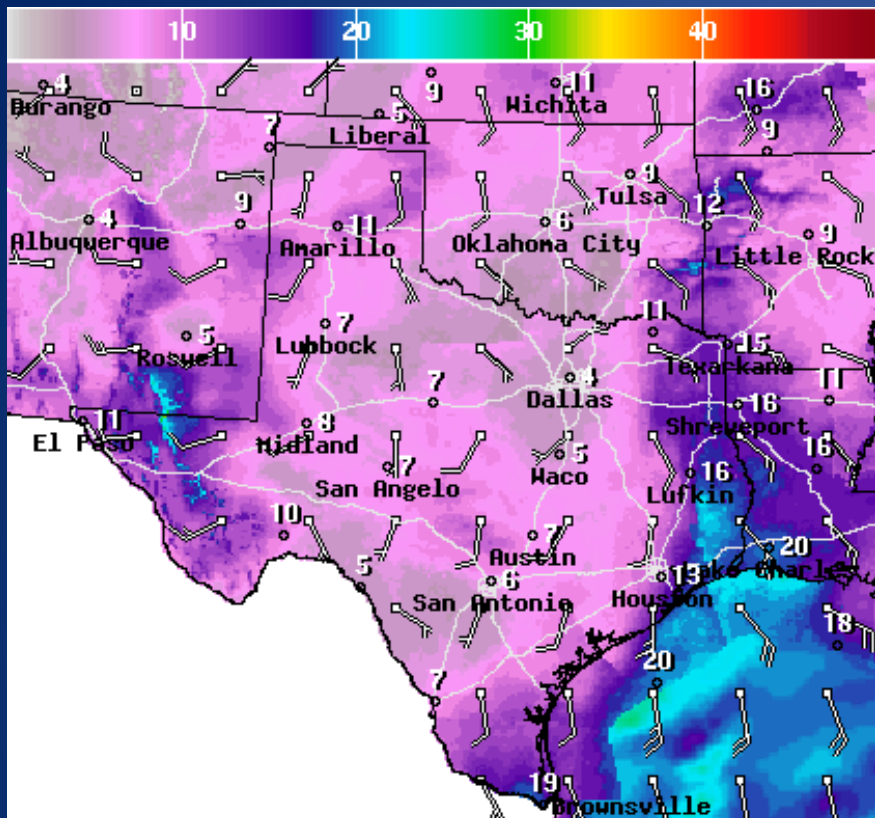 10 20 30 40
4 9 11 16
Durango Wichita
5
Liberal
7 9
9
Tulsa
4 9 11 6 12 9
Albuquerque Amarillo Oklahoma City Little Rock
5 7 11 15
Roswell Lubbock Texarkana
7 4 11
Dallas
11 8 16
El Paso Midland Shreveport
7 5 16 16
San Angelo Waco Lufkin
10 7 20
Austin Lake Charles
5 6 13
San Antonio Houston
18
20
7
19
Brownsville